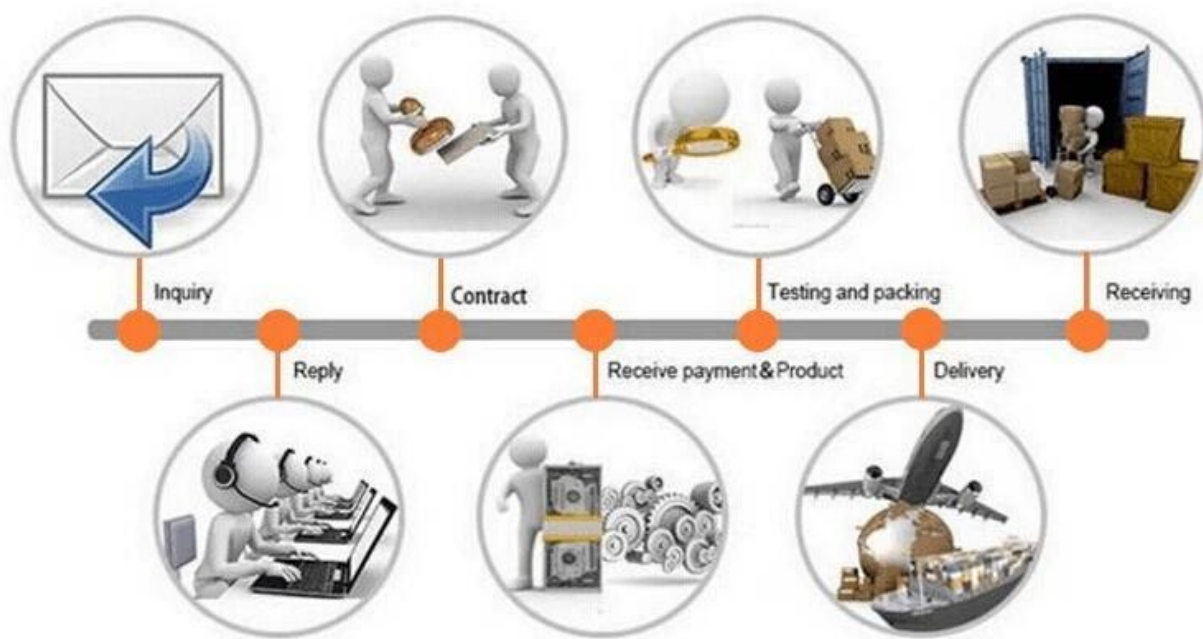 Inquiry
Reply
Contract
Receive payment&Product
Testing and packing
Delivery
Receiving